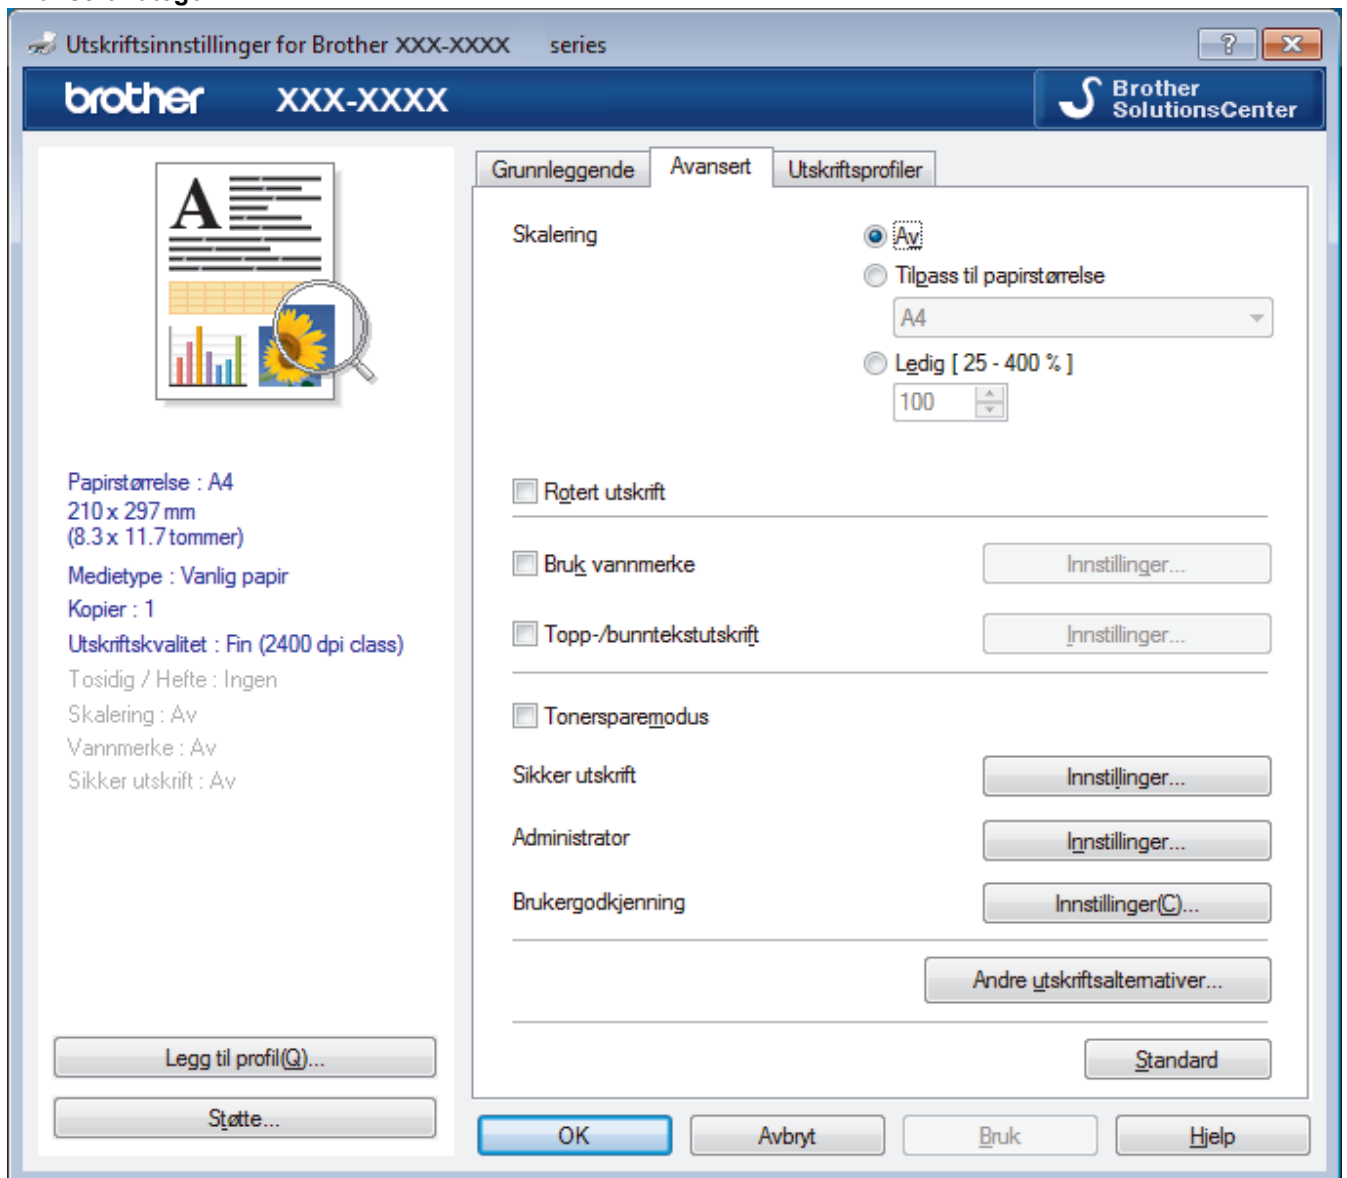 Utskriftsinnstillinger for Brother XXX-XXXX series
brother XXX-XXXX
Brother
SolutionsCenter
A
Papirstørrelse : A4
210 x 297 mm
(8.3 x 11.7 tommer)
Medietype : Vanlig papir
Kopier : 1
Utskriftskvalitet : Fin (2400 dpi class)
Tosidig / Hefte : Ingen
Skalering : Av
Vannmerke : Av
Sikker utskrift : Av
Legg til profil(Q)...
Støtte...
Grunnleggende Avansert Utskriftsprofiler
Skalering
Av
Tilpass til papirstørrelse
A4
Ledig [ 25 - 400 % ]
100
Rotert utskrift
Bruk vannmerke Innstillinger...
Topp-/bunntekstutskrift Innstillinger...
Tonersparemodus
Sikker utskrift Innstillinger...
Administrator Innstillinger...
Brukergodkjenning Innstillinger(C)...
Andre utskriftsalternativer...
Standard
OK Avbryt Bruk Hjelp